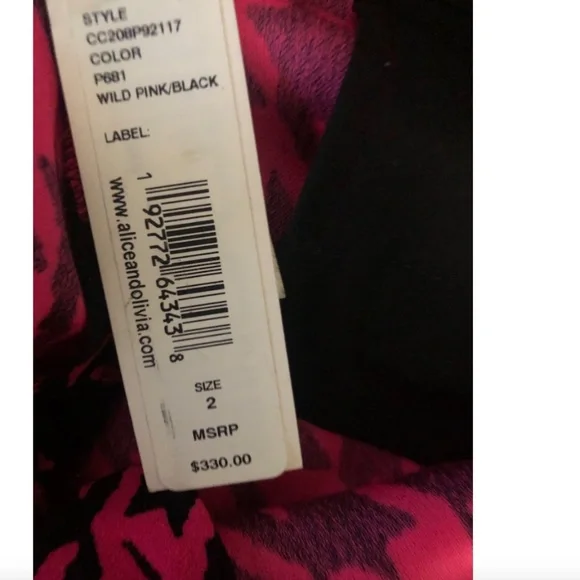 STYLE
CC208P92117
COLOR
P681
WILD PINK/BLACK
LABEL:
1 92772 64343 8
www.aliceandolivia.com
SIZE
2
MSRP
$330.00